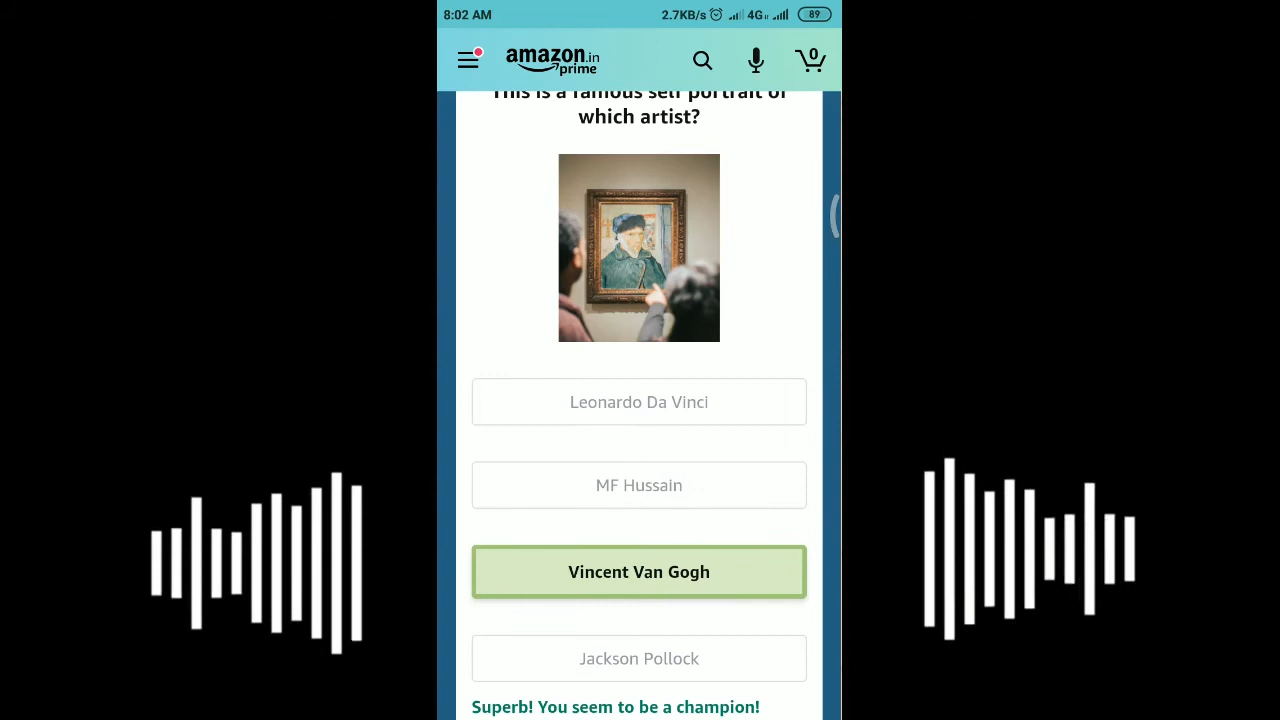 8:02 AM 2.7KB/s 4G 89
amazon.in
prime
0
This is a famous self portrait of
which artist?
Leonardo Da Vinci
MF Hussain
Vincent Van Gogh
Jackson Pollock
Superb! You seem to be a champion!